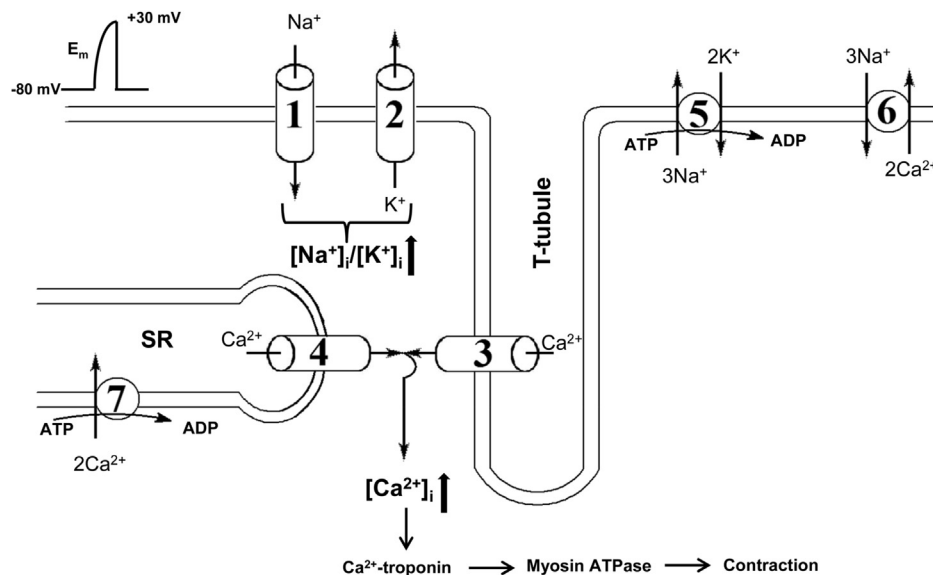 +30 mV
Eₘ
-80 mV
Na⁺
1
2
K⁺
[Na⁺]ᵢ/[K⁺]ᵢ
T-tubule
3Na⁺
2K⁺
5
ATP
ADP
3Na⁺
3Na⁺
6
2Ca²⁺
SR
Ca²⁺
4
3
Ca²⁺
7
ATP
ADP
2Ca²⁺
[Ca²⁺]ᵢ
Ca²⁺-troponin
Myosin ATPase
Contraction